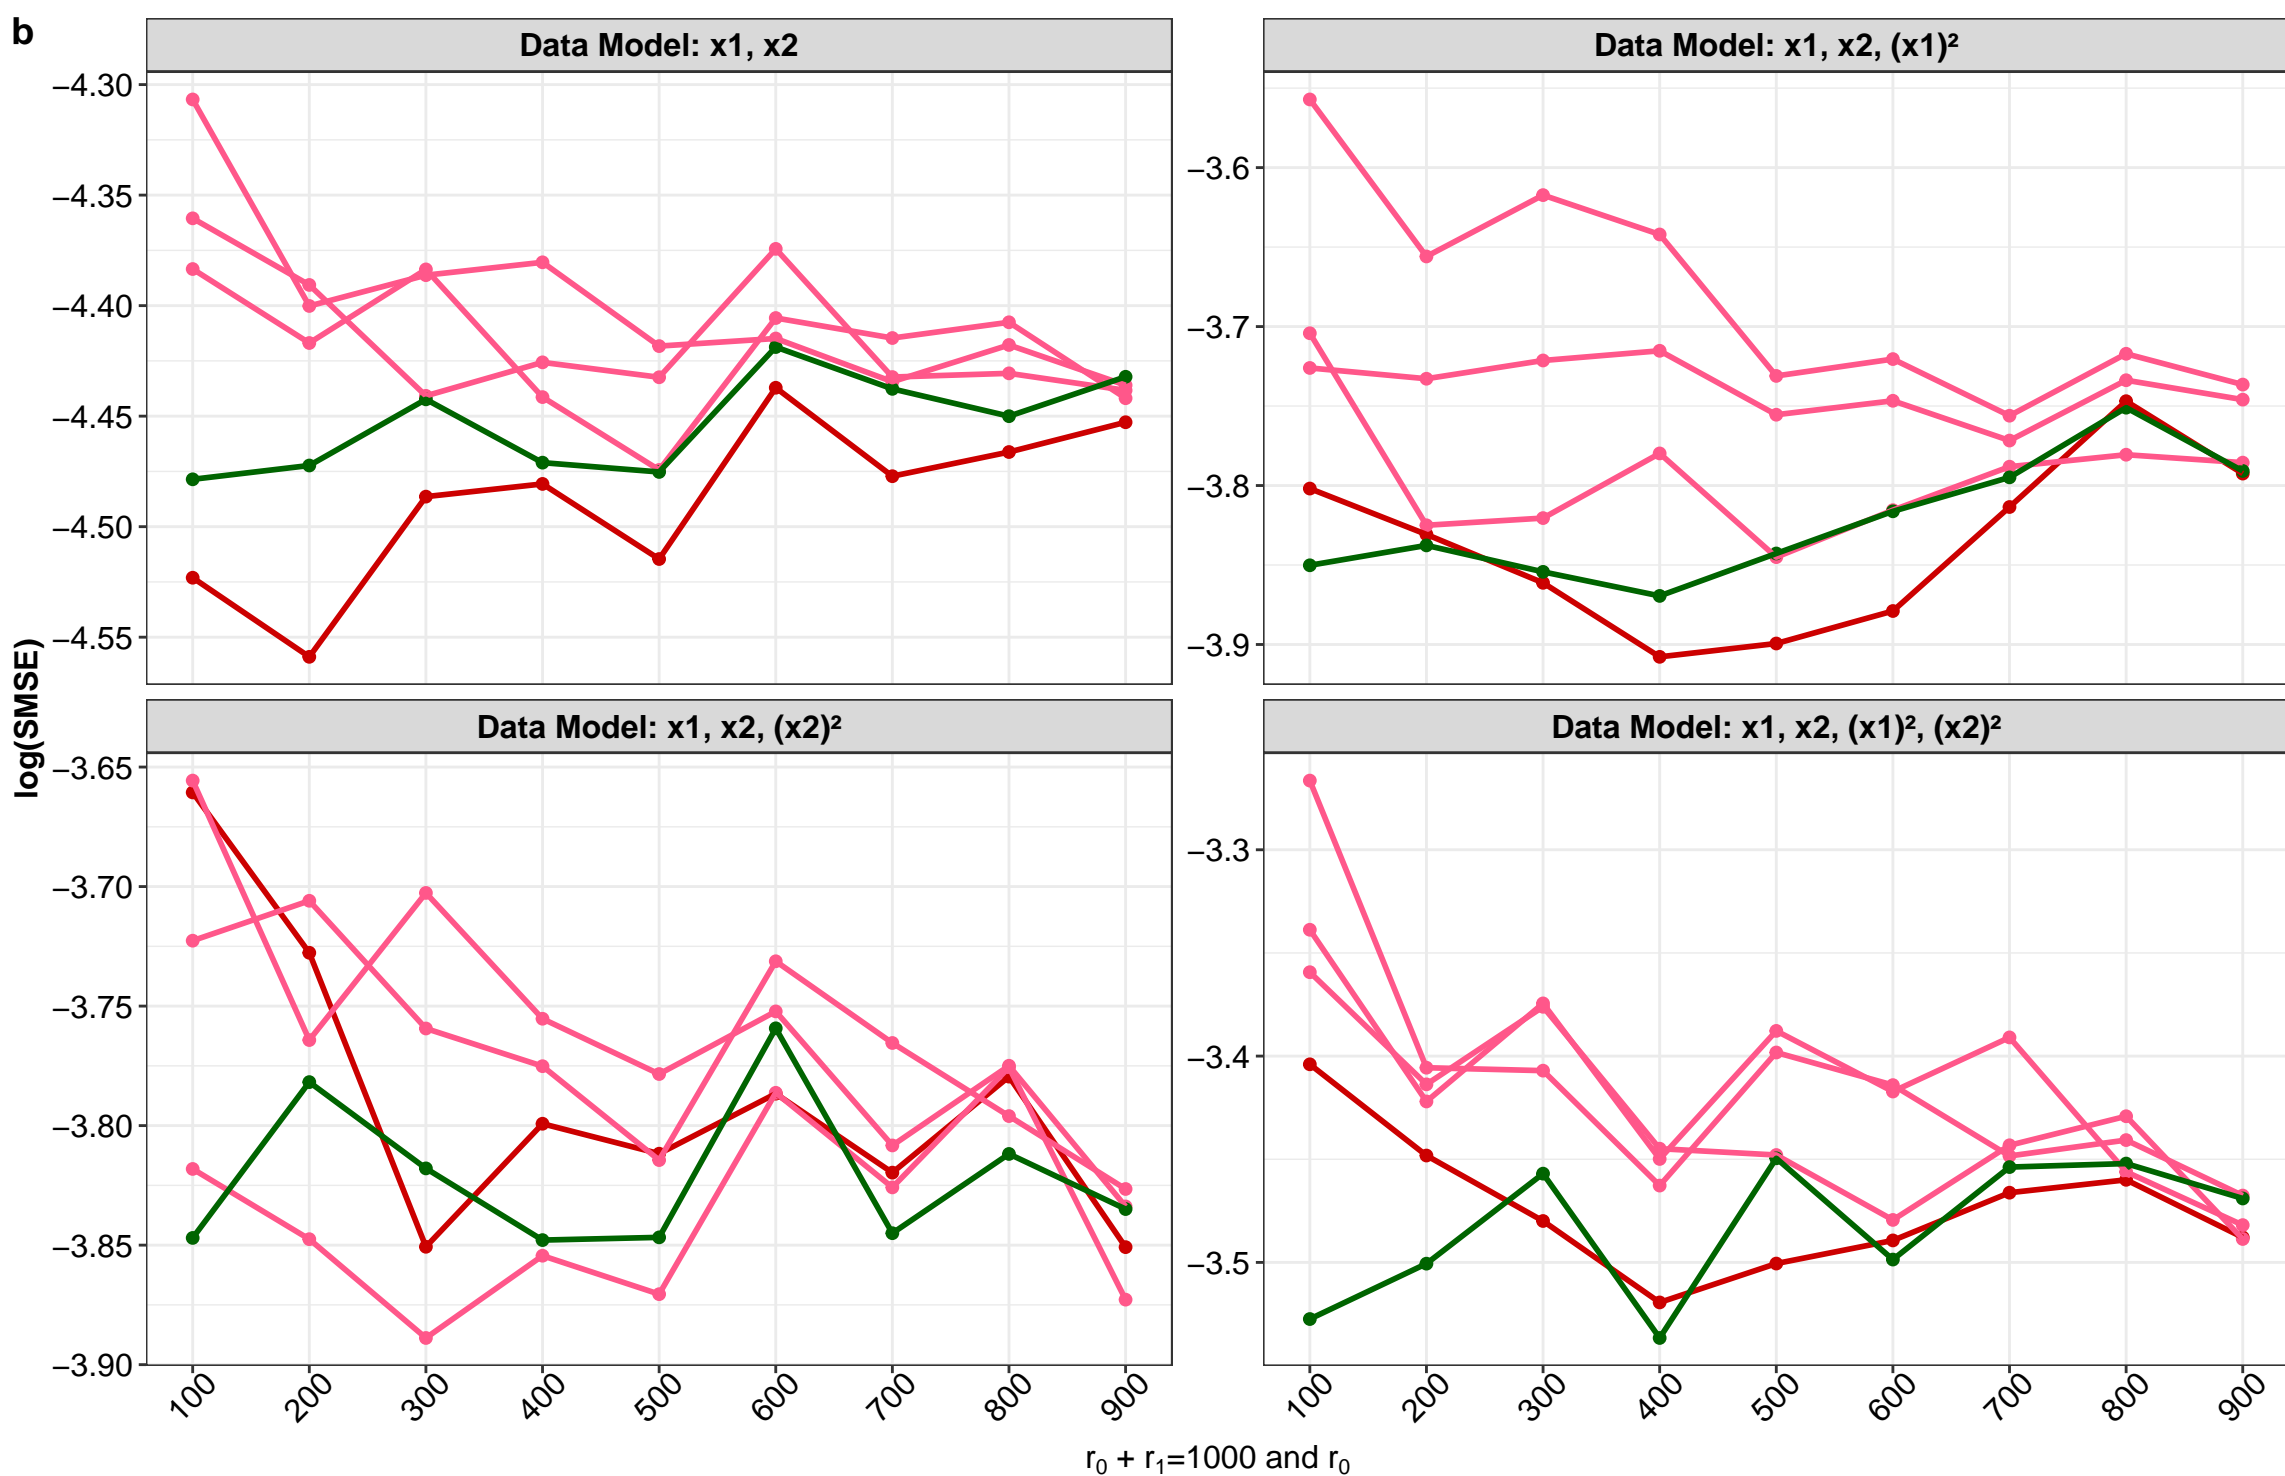 b
Data Model: x1, x2
−4.30
−4.35
−4.40
−4.45
−4.50
−4.55
Data Model: x1, x2, (x1)²
−3.6
−3.7
−3.8
−3.9
log(SMSE)
Data Model: x1, x2, (x2)²
−3.65
−3.70
−3.75
−3.80
−3.85
−3.90
100 200 300 400 500 600 700 800 900
Data Model: x1, x2, (x1)², (x2)²
−3.3
−3.4
−3.5
100 200 300 400 500 600 700 800 900
r₀ + r₁=1000 and r₀